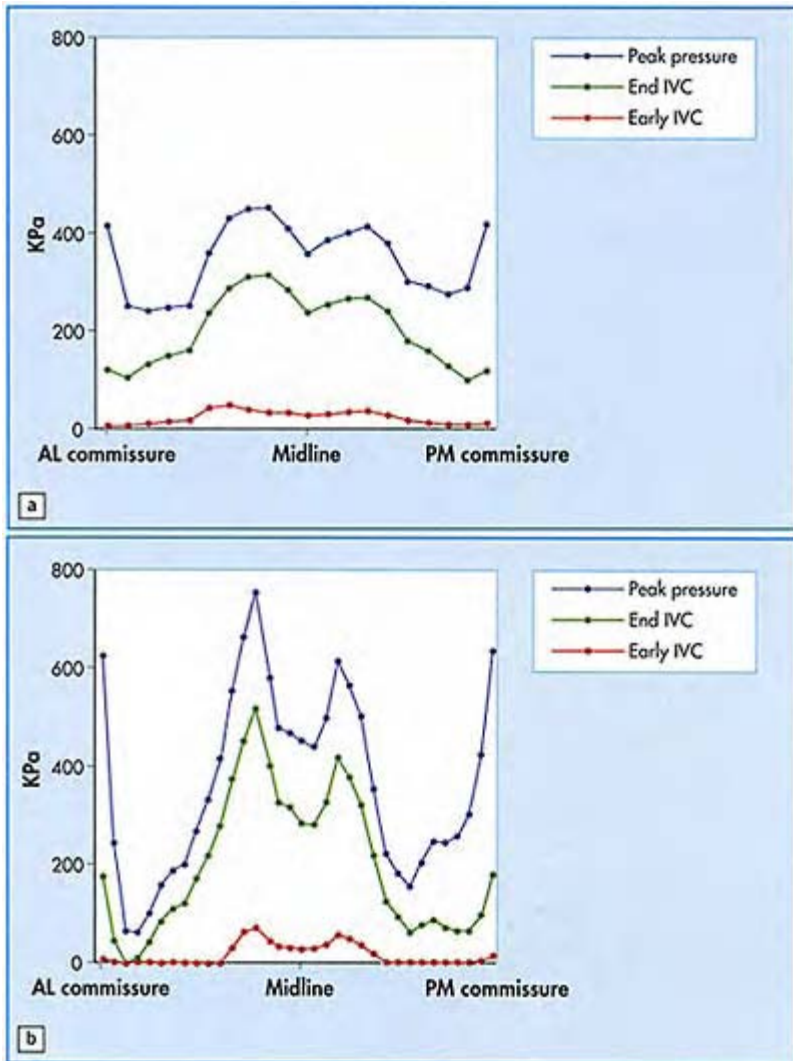 800
600
400
200
0
KPa
AL commissure
Midline
PM commissure
Peak pressure
End IVC
Early IVC
a
800
600
400
200
0
KPa
AL commissure
Midline
PM commissure
Peak pressure
End IVC
Early IVC
b